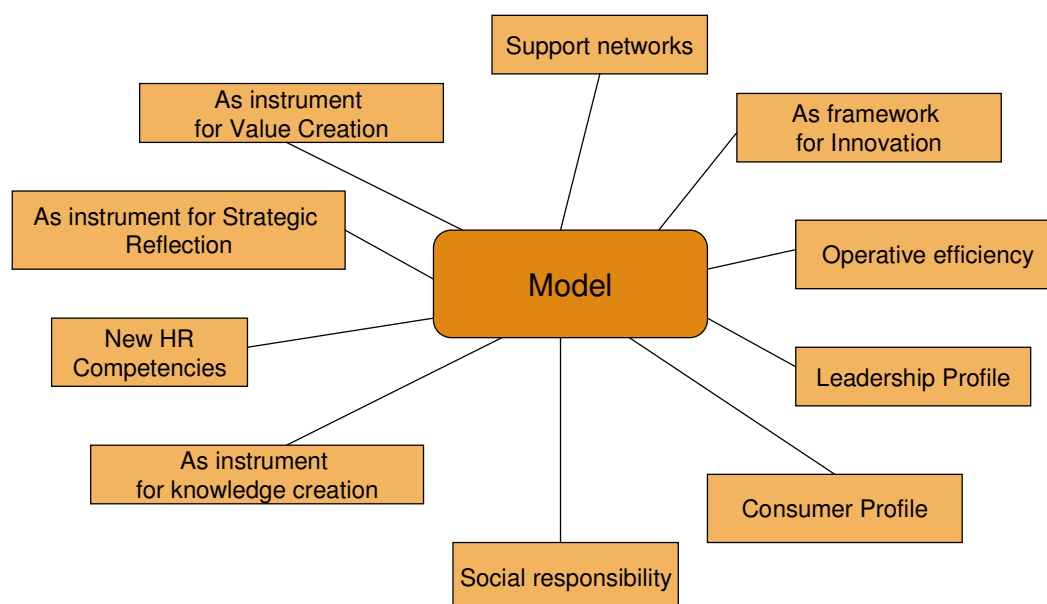 Support networks
As instrument
for Value Creation
As framework
for Innovation
As instrument for Strategic
Reflection
Operative efficiency
Model
New HR
Competencies
Leadership Profile
As instrument
for knowledge creation
Consumer Profile
Social responsibility